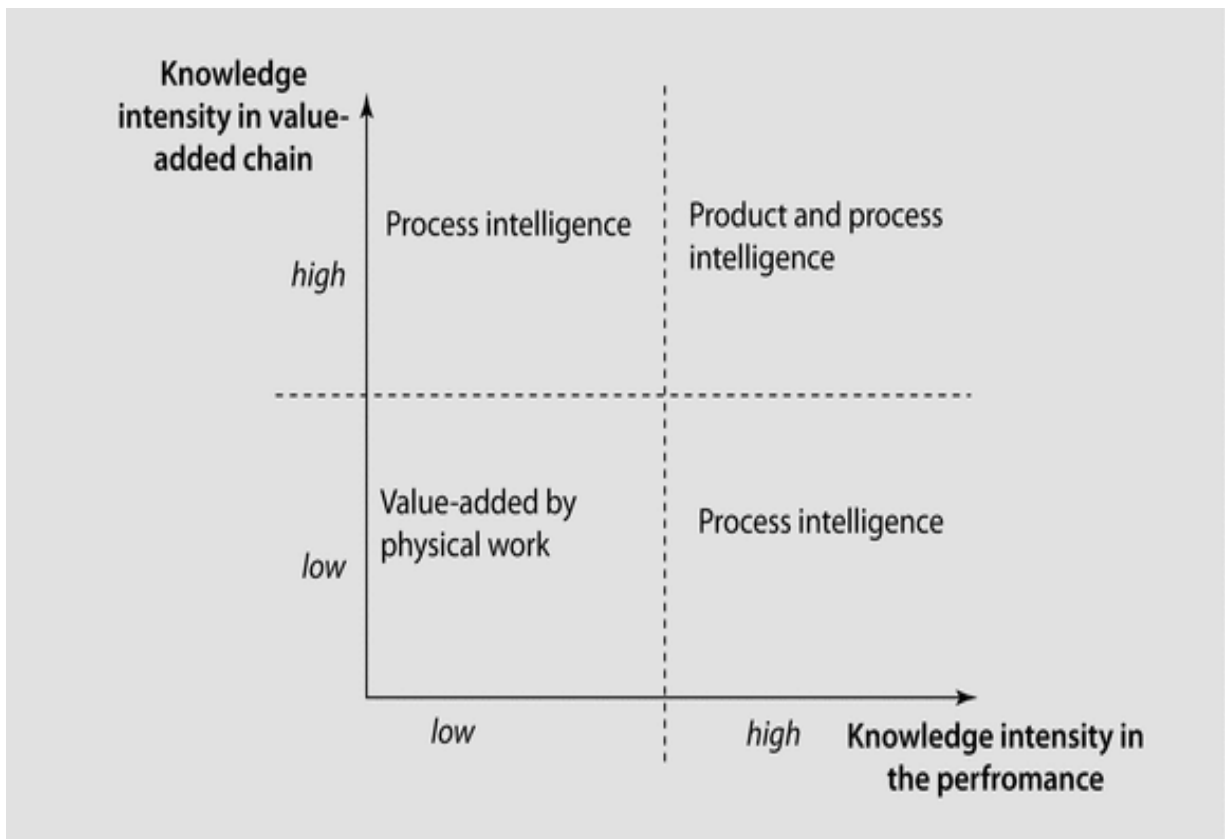 Knowledge
intensity in value-
added chain
Process intelligence
Product and process
intelligence
high
Value-added by
physical work
Process intelligence
low
low
high
Knowledge intensity in
the perfromance